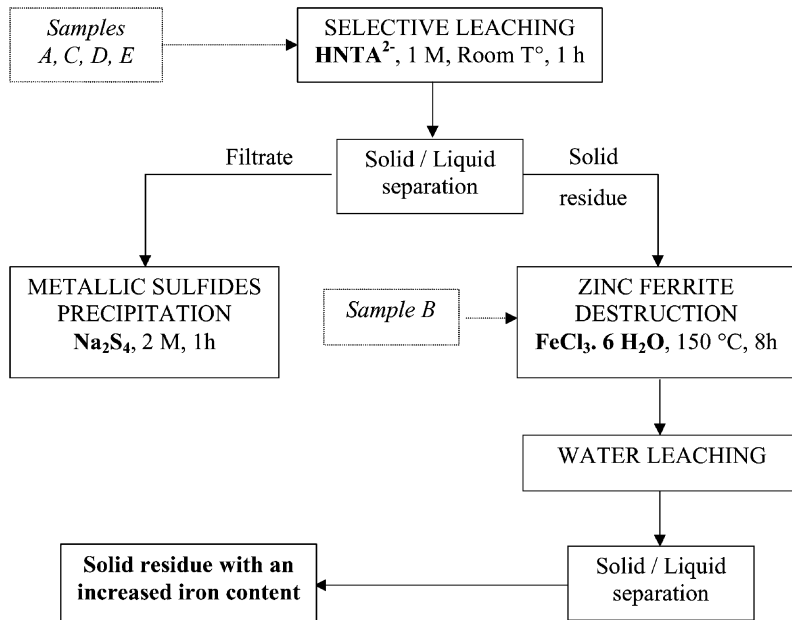 Samples
A, C, D, E
SELECTIVE LEACHING
HNTA²⁻, 1 M, Room T°, 1 h
Filtrate
Solid / Liquid
separation
Solid
residue
METALLIC SULFIDES
PRECIPITATION
Na₂S₄, 2 M, 1h
Sample B
ZINC FERRITE
DESTRUCTION
FeCl₃. 6 H₂O, 150 °C, 8h
WATER LEACHING
Solid residue with an
increased iron content
Solid / Liquid
separation